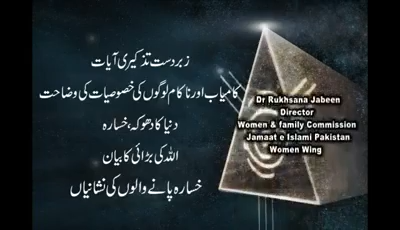 زبردست تذکیری آیات
کامیاب اور ناکام لوگوں کی خصوصیات کی وضاحت
دنیا کا دھوکہ، خسارہ
اللہ کی بڑائی کا بیان
خسارہ پانے والوں کی نشانیاں
Dr Rukhsana Jabeen
Director
Women & family Commission
Jamaat e Islami Pakistan
Women Wing